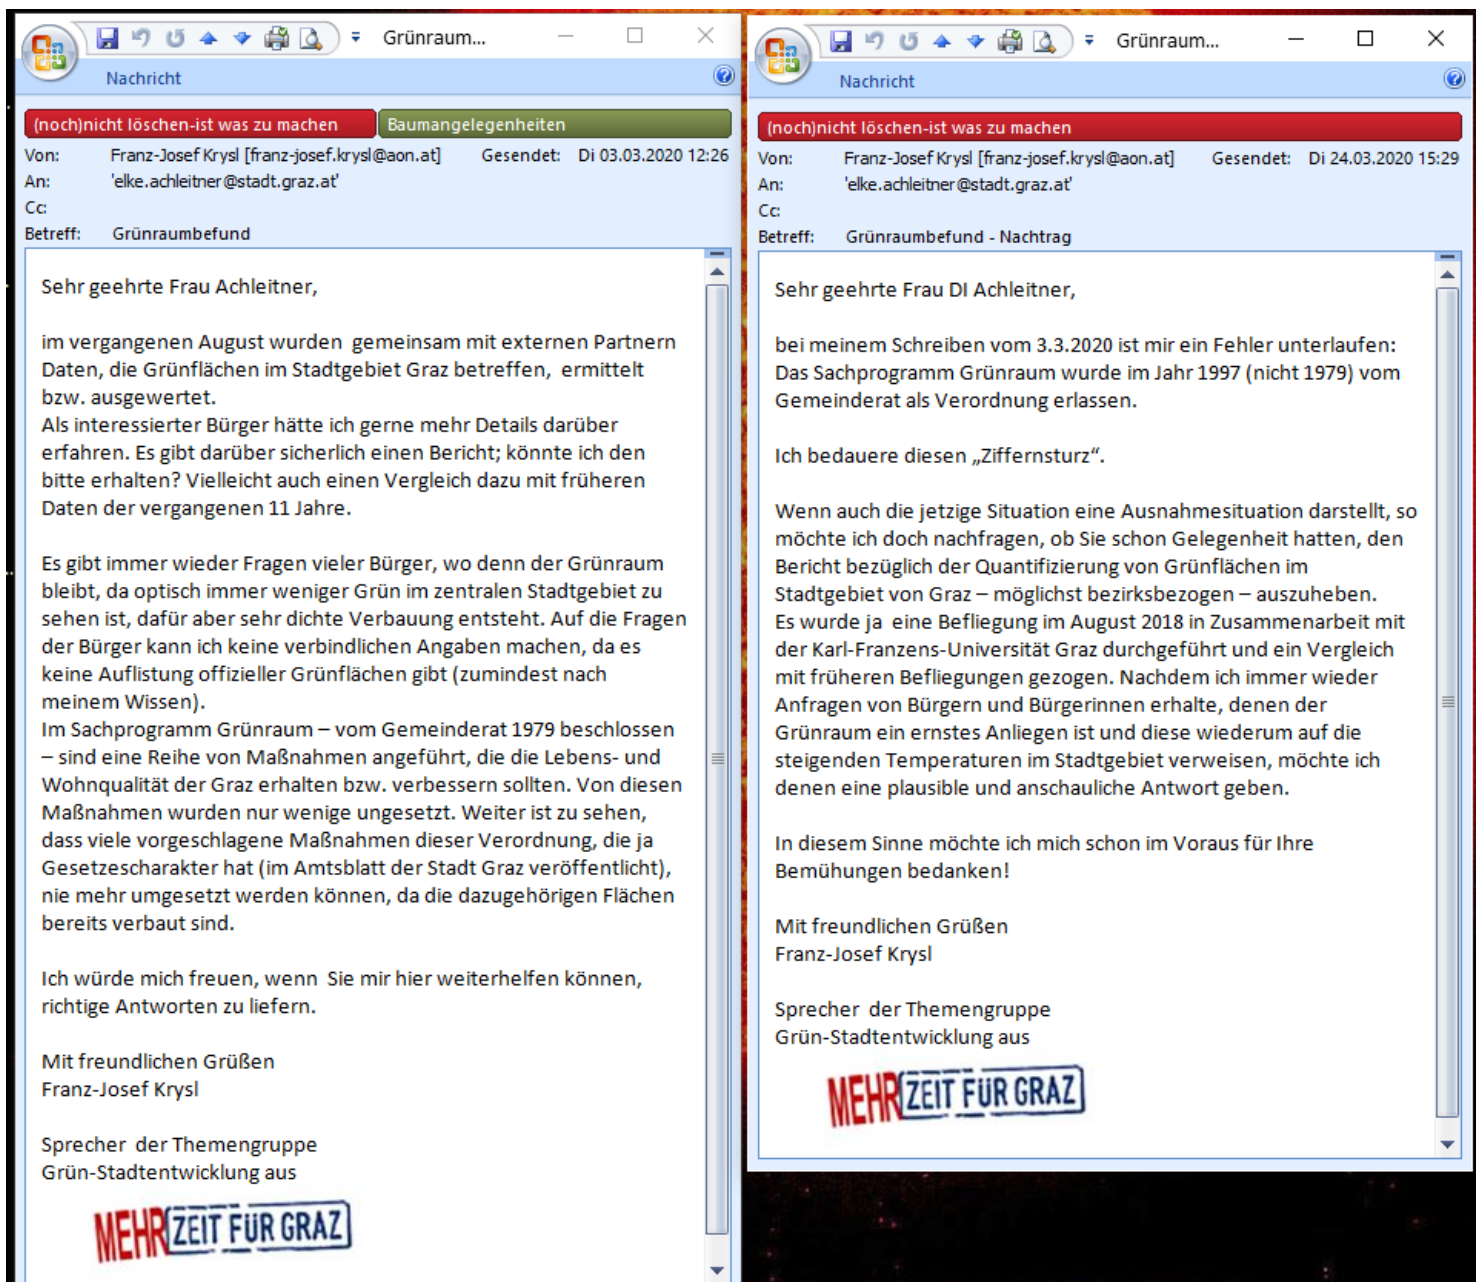 Grünraum...
Nachricht
(noch)nicht löschen-ist was zu machen Baumangelegenheiten
Von: Franz-Josef Krysl [franz-josef.krysl@aon.at] Gesendet: Di 03.03.2020 12:26
An: 'elke.achleitner@stadt.graz.at'
Cc:
Betreff: Grünraumbefund
Sehr geehrte Frau Achleitner,
im vergangenen August wurden gemeinsam mit externen Partnern
Daten, die Grünflächen im Stadtgebiet Graz betreffen, ermittelt
bzw. ausgewertet.
Als interessierter Bürger hätte ich gerne mehr Details darüber
erfahren. Es gibt darüber sicherlich einen Bericht; könnte ich den
bitte erhalten? Vielleicht auch einen Vergleich dazu mit früheren
Daten der vergangenen 11 Jahre.
Es gibt immer wieder Fragen vieler Bürger, wo denn der Grünraum
bleibt, da optisch immer weniger Grün im zentralen Stadtgebiet zu
sehen ist, dafür aber sehr dichte Verbauung entsteht. Auf die Fragen
der Bürger kann ich keine verbindlichen Angaben machen, da es
keine Auflistung offizieller Grünflächen gibt (zumindest nach
meinem Wissen).
Im Sachprogramm Grünraum – vom Gemeinderat 1979 beschlossen
– sind eine Reihe von Maßnahmen angeführt, die die Lebens- und
Wohnqualität der Graz erhalten bzw. verbessern sollten. Von diesen
Maßnahmen wurden nur wenige ungesetzt. Weiter ist zu sehen,
dass viele vorgeschlagene Maßnahmen dieser Verordnung, die ja
Gesetzescharakter hat (im Amtsblatt der Stadt Graz veröffentlicht),
nie mehr umgesetzt werden können, da die dazugehörigen Flächen
bereits verbaut sind.
Ich würde mich freuen, wenn Sie mir hier weiterhelfen können,
richtige Antworten zu liefern.
Mit freundlichen Grüßen
Franz-Josef Krysl
Sprecher der Themengruppe
Grün-Stadtentwicklung aus
MEHR ZEIT FÜR GRAZ
Grünraum...
Nachricht
(noch)nicht löschen-ist was zu machen
Von: Franz-Josef Krysl [franz-josef.krysl@aon.at] Gesendet: Di 24.03.2020 15:29
An: 'elke.achleitner@stadt.graz.at'
Cc:
Betreff: Grünraumbefund - Nachtrag
Sehr geehrte Frau DI Achleitner,
bei meinem Schreiben vom 3.3.2020 ist mir ein Fehler unterlaufen:
Das Sachprogramm Grünraum wurde im Jahr 1997 (nicht 1979) vom
Gemeinderat als Verordnung erlassen.
Ich bedauere diesen „Ziffernsturz“.
Wenn auch die jetzige Situation eine Ausnahmesituation darstellt, so
möchte ich doch nachfragen, ob Sie schon Gelegenheit hatten, den
Bericht bezüglich der Quantifizierung von Grünflächen im
Stadtgebiet von Graz – möglichst bezirksbezogen – auszuheben.
Es wurde ja eine Befliegung im August 2018 in Zusammenarbeit mit
der Karl-Franzens-Universität Graz durchgeführt und ein Vergleich
mit früheren Befliegungen gezogen. Nachdem ich immer wieder
Anfragen von Bürgern und Bürgerinnen erhalte, denen der
Grünraum ein ernstes Anliegen ist und diese wiederum auf die
steigenden Temperaturen im Stadtgebiet verweisen, möchte ich
denen eine plausible und anschauliche Antwort geben.
In diesem Sinne möchte ich mich schon im Voraus für Ihre
Bemühungen bedanken!
Mit freundlichen Grüßen
Franz-Josef Krysl
Sprecher der Themengruppe
Grün-Stadtentwicklung aus
MEHR ZEIT FÜR GRAZ